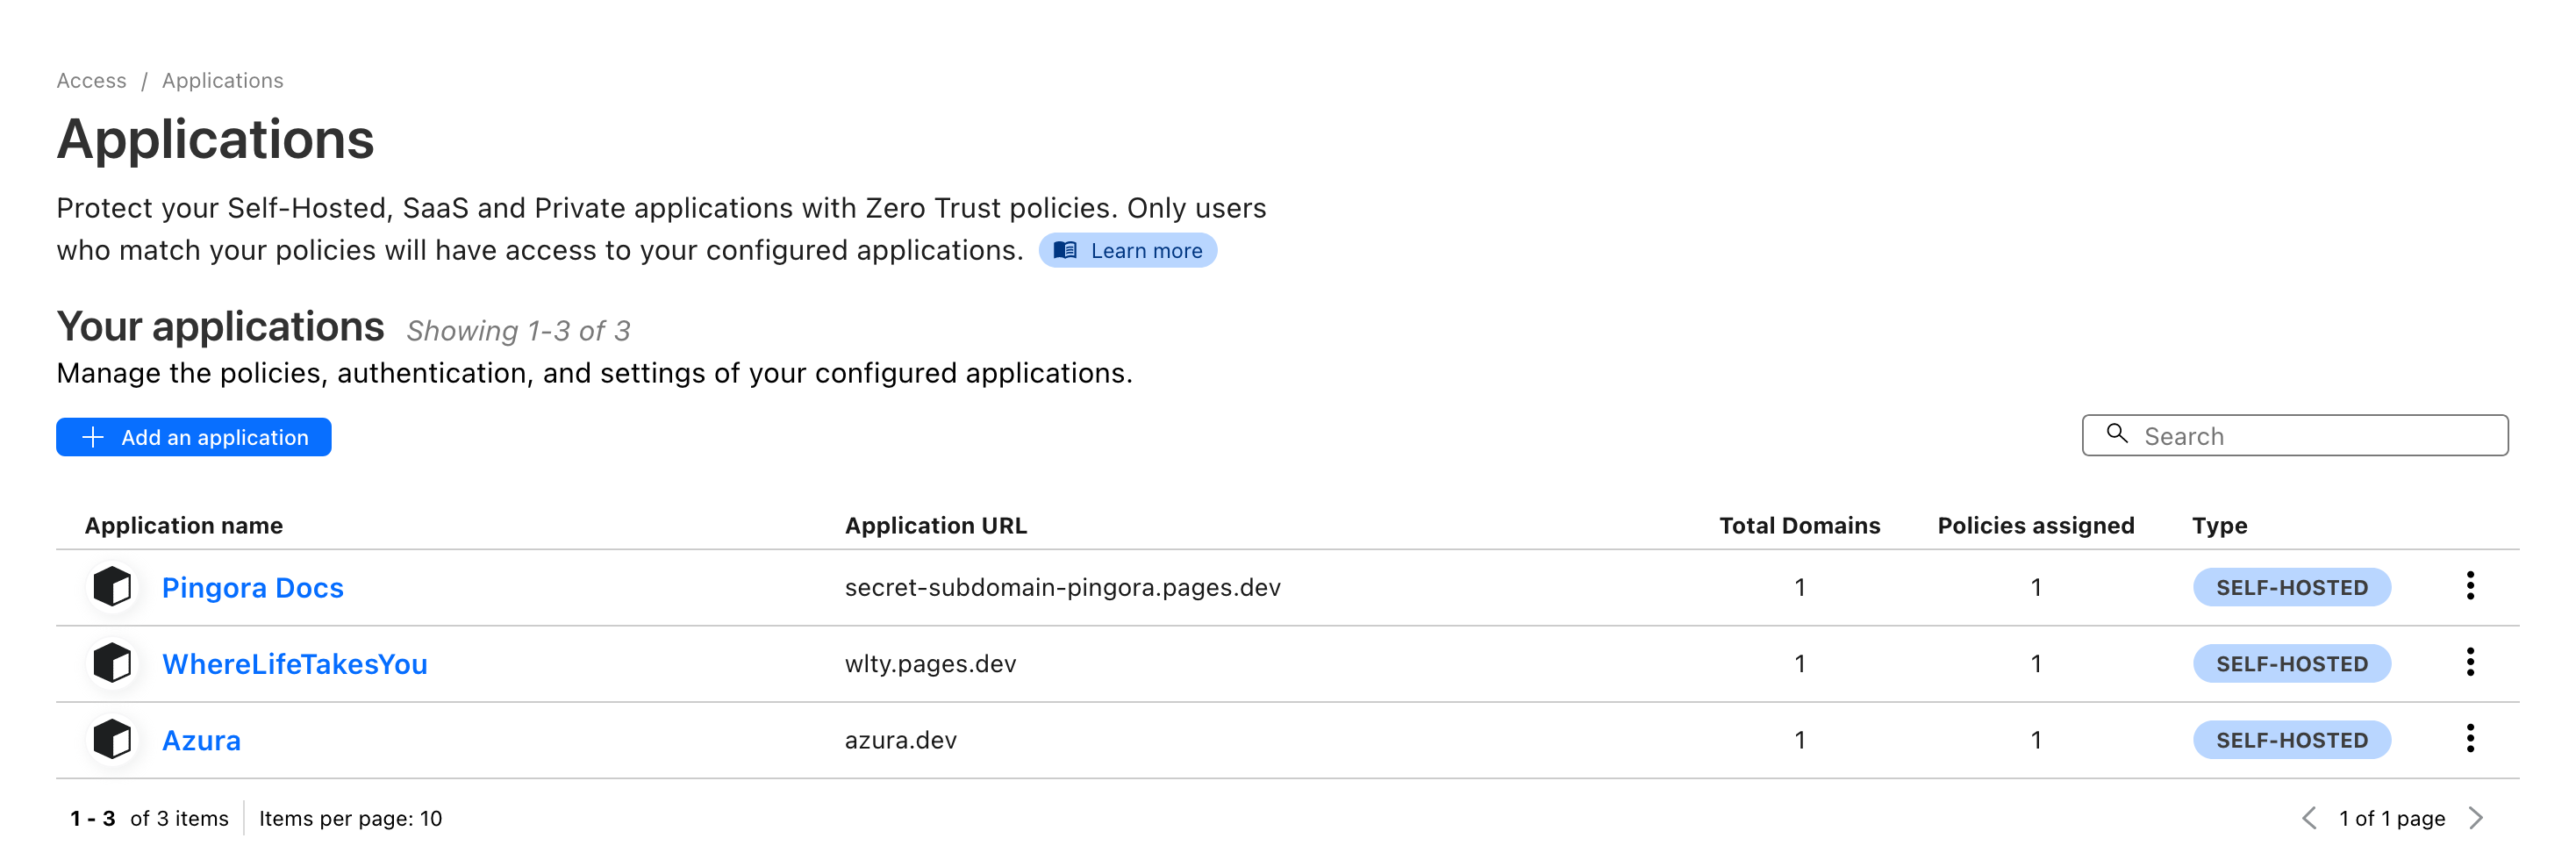 Access / Applications
Applications
Protect your Self-Hosted, SaaS and Private applications with Zero Trust policies. Only users
who match your policies will have access to your configured applications. Learn more
Your applications Showing 1-3 of 3
Manage the policies, authentication, and settings of your configured applications.
Add an application Search
Application name Application URL Total Domains Policies assigned Type
Pingora Docs secret-subdomain-pingora.pages.dev 1 1 SELF-HOSTED
WhereLifeTakesYou wlty.pages.dev 1 1 SELF-HOSTED
Azura azura.dev 1 1 SELF-HOSTED
1 - 3 of 3 items Items per page: 10 1 of 1 page